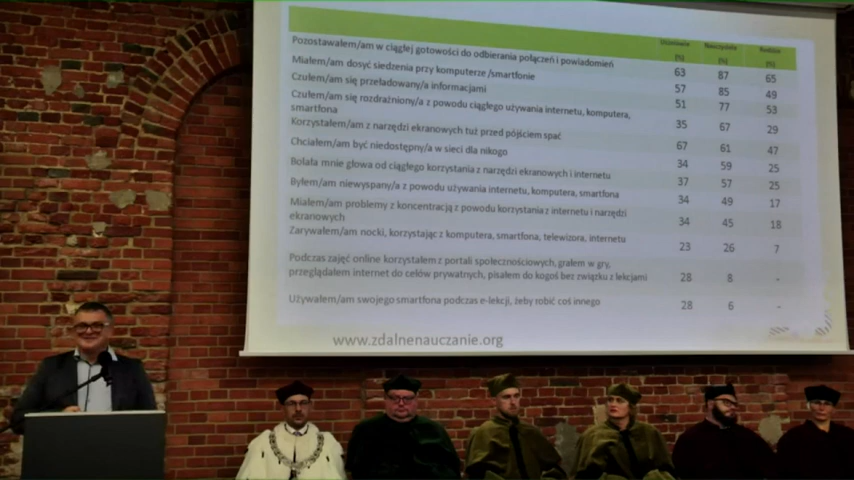 Uczniowie Nauczyciele Rodzice
(%) (%) (%)
Pozostawałem/am w ciągłej gotowości do odbierania połączeń i powiadomień 63 87 65
Miałem/am dosyć siedzenia przy komputerze /smartfonie 57 85 49
Czułem/am się przeładowany/a informacjami 51 77 53
Czułem/am się rozdrażniony/a z powodu ciągłego używania internetu, komputera,
smartfona 35 67 29
Korzystałem/am z narzędzi ekranowych tuż przed pójściem spać 67 61 47
Chciałem/am być niedostępny/a w sieci dla nikogo 34 59 25
Bolała mnie głowa od ciągłego korzystania z narzędzi ekranowych i internetu 37 57 25
Byłem/am niewyspany/a z powodu używania internetu, komputera, smartfona 34 49 17
Miałem/am problemy z koncentracją z powodu korzystania z internetu i narzędzi
ekranowych 34 45 18
Zarywałem/am nocki, korzystając z komputera, smartfona, telewizora, internetu 23 26 7
Podczas zajęć online korzystałem z portali społecznościowych, grałem w gry,
przeglądałem internet do celów prywatnych, pisałem do kogoś bez związku z lekcjami 28 8 -
Używałem/am swojego smartfona podczas e-lekcji, żeby robić coś innego 28 6 -
www.zdalnenauczanie.org